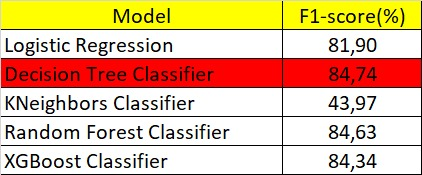 Model F1-score(%)
Logistic Regression 81,90
Decision Tree Classifier 84,74
KNeighbors Classifier 43,97
Random Forest Classifier 84,63
XGBoost Classifier 84,34